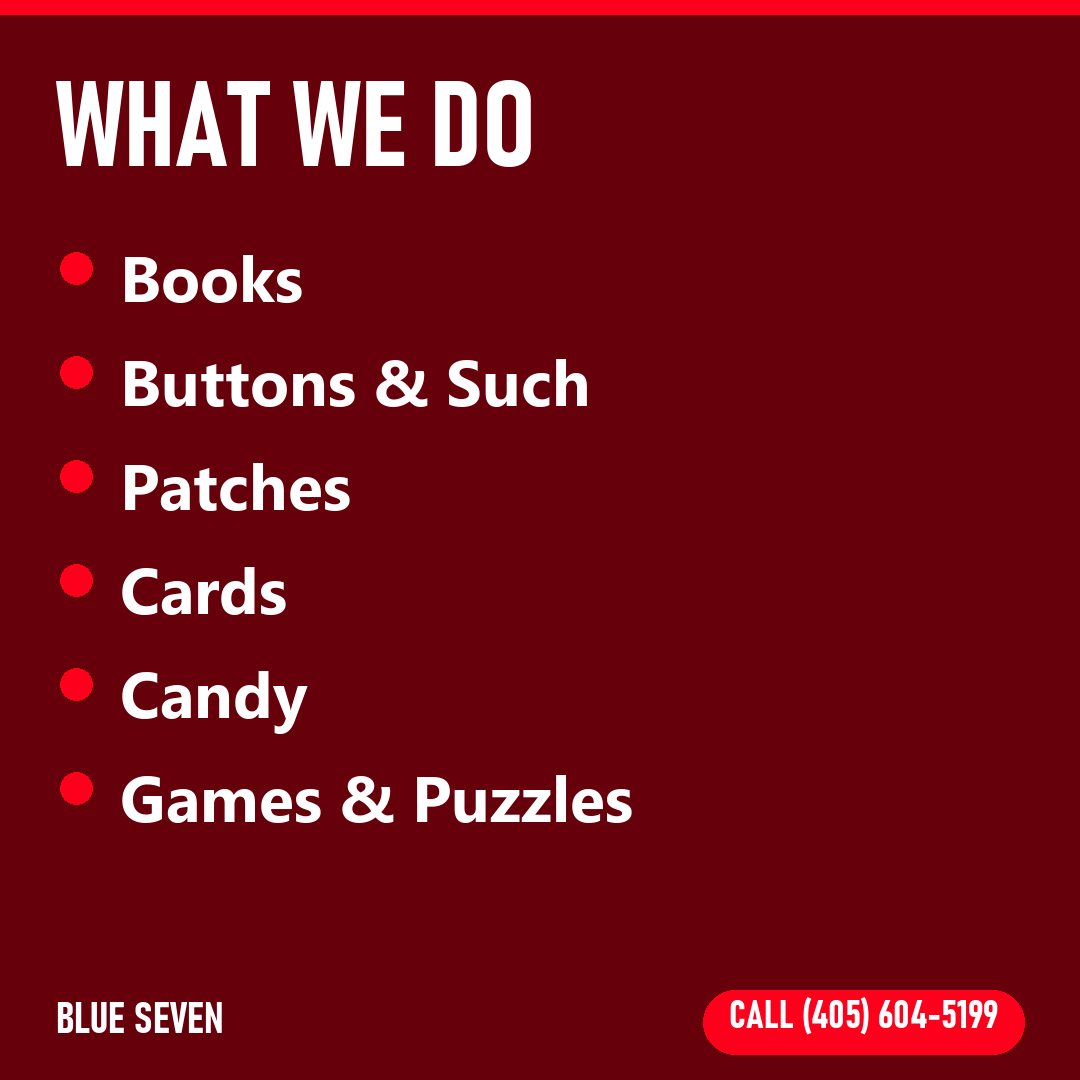 WHAT WE DO
Books
Buttons & Such
Patches
Cards
Candy
Games & Puzzles
BLUE SEVEN
CALL (405) 604-5199